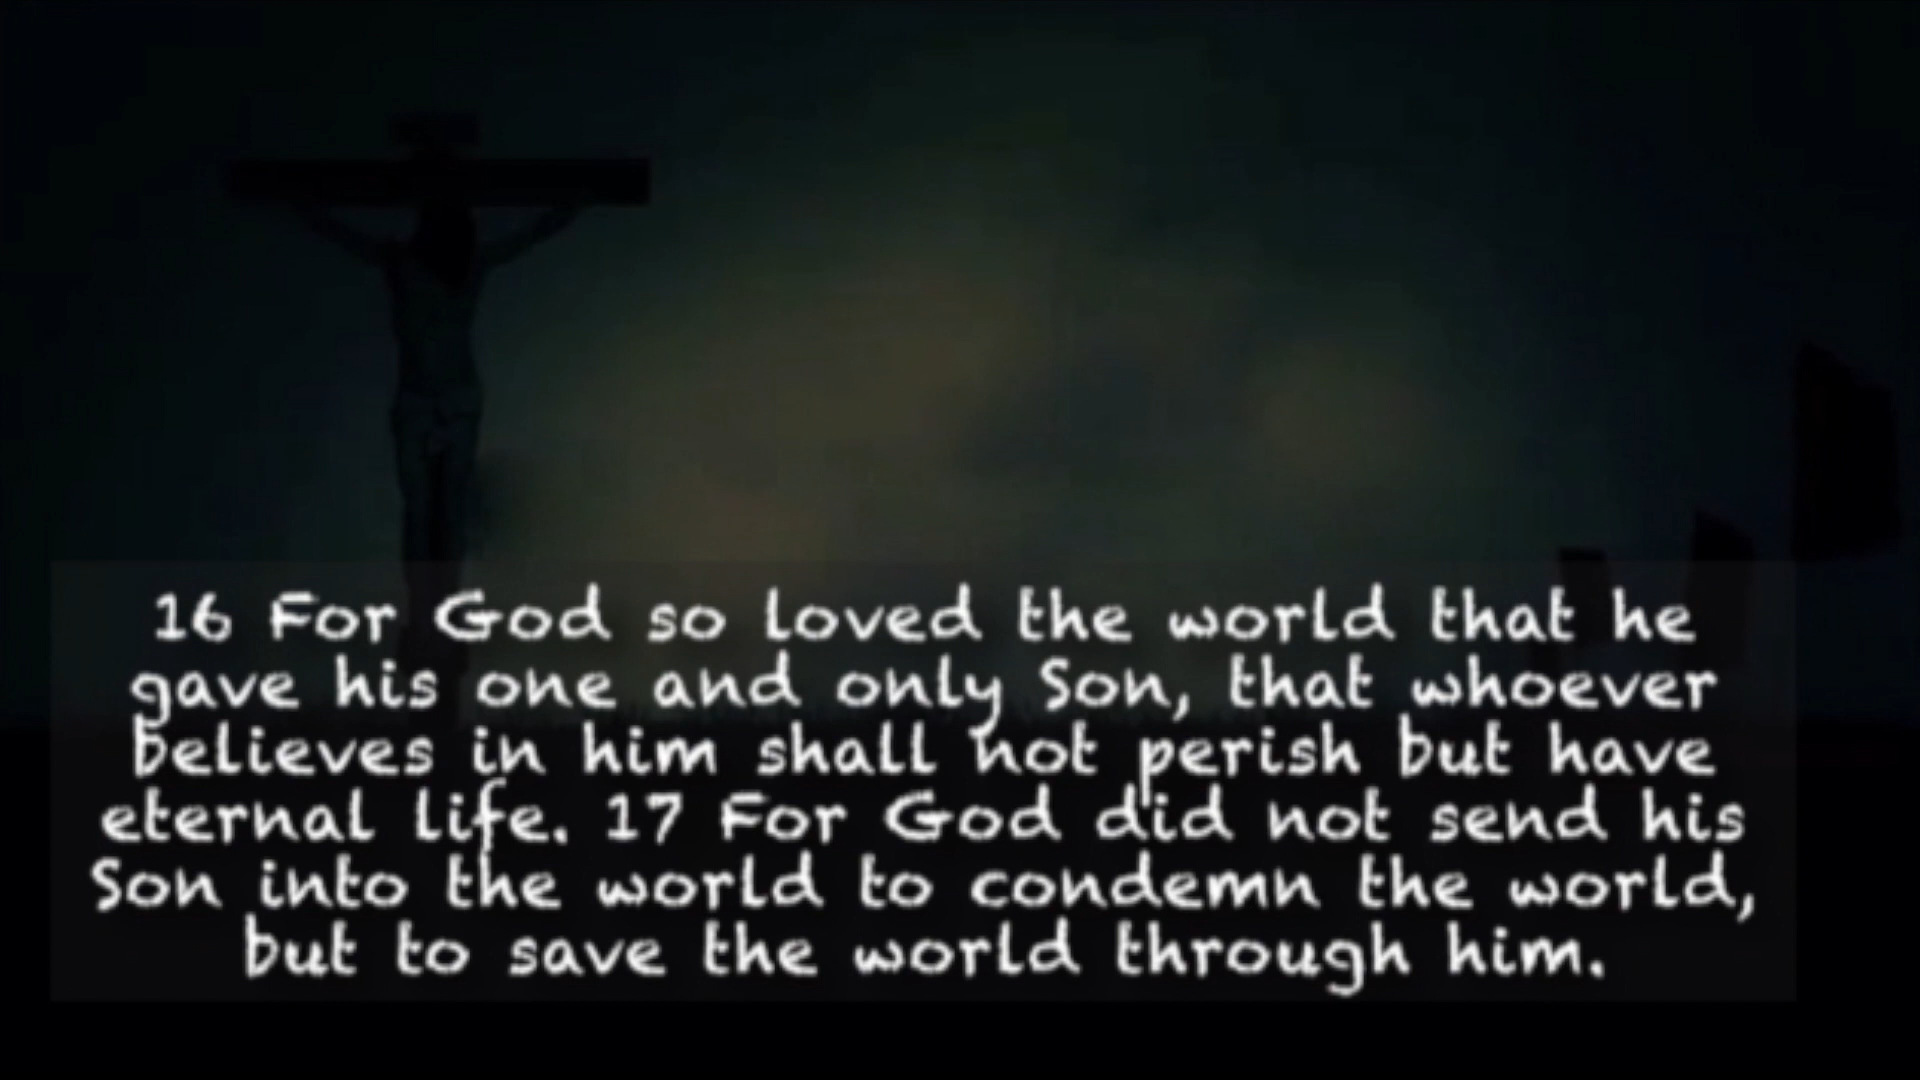 16 For God so loved the world that he
gave his one and only Son, that whoever
believes in him shall not perish but have
eternal life. 17 For God did not send his
Son into the world to condemn the world,
but to save the world through him.